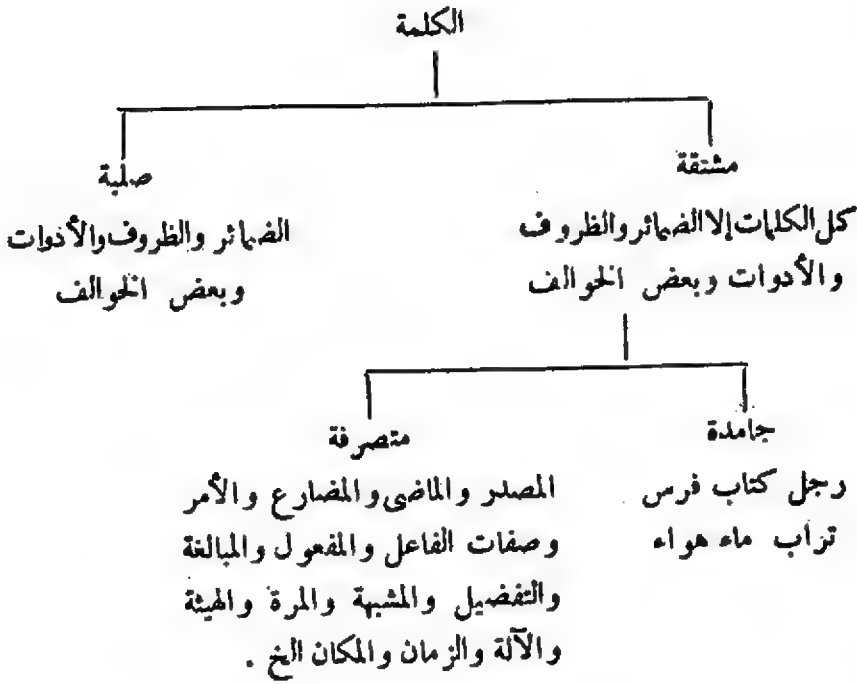 الكلمة
مشتقة
كل الكلمات إلا الضمائر والظروف
والأدوات وبعض الخوالف
صلبة
الضمائر والظروف والأدوات
وبعض الخوالف
جامدة
رجل كتاب فرس
تراب ماء هواء
متصرفة
المصدر والماضى والمضارع والأمر
وصفات الفاعل والمفعول والمبالغة
والتفضيل والمشبهة والمرة والهيئة
والآلة والزمان والمكان الخ .